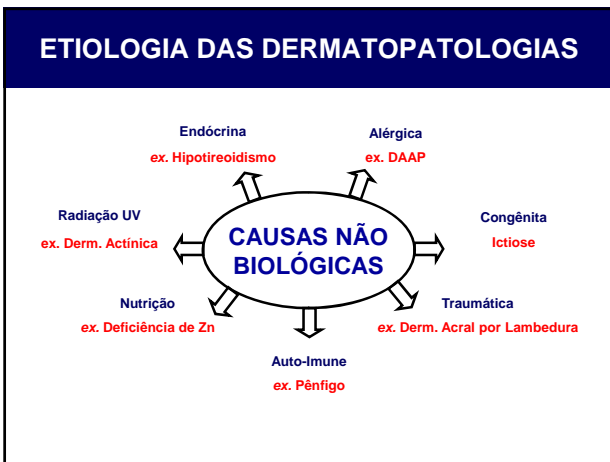 ETIOLOGIA DAS DERMATOPATOLOGIAS
Endócrina
ex. Hipotireoidismo
Alérgica
ex. DAAP
Radiação UV
ex. Derm. Actínica
CAUSAS NÃO
BIOLÓGICAS
Congênita
Ictiose
Nutrição
ex. Deficiência de Zn
Traumática
ex. Derm. Acral por Lambedura
Auto-Imune
ex. Pênfigo